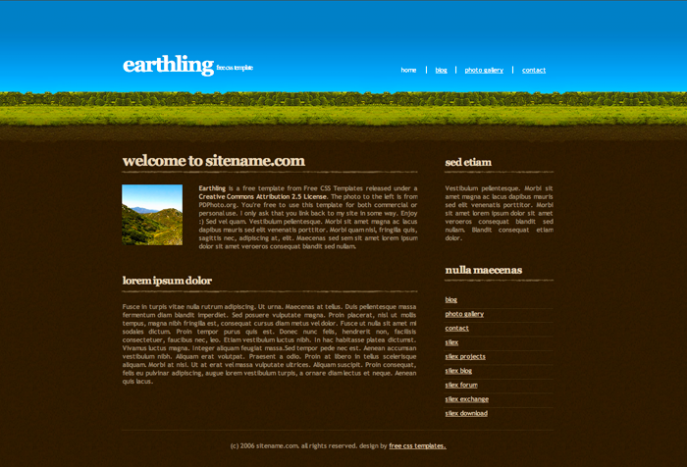 earthling free css template
home blog photo gallery contact
welcome to sitename.com
Earthling is a free template from Free CSS Templates released under a
Creative Commons Attribution 2.5 License. The photo to the left is from
PDPhoto.org. You're free to use this template for both commercial or
personal use. I only ask that you link back to my site in some way. Enjoy
:) Sed vel quam. Vestibulum pellentesque. Morbi sit amet magna ac lacus
dapibus mauris sed elit venenatis porttitor. Morbi quam nisi, fringilla quis,
sagittis nec, adipiscing at, elit. Maecenas sed sem sit amet lorem ipsum
dolor sit amet veroeros consequat blandit sed nullam.
lorem ipsum dolor
Fusce in turpis vitae nulla rutrum adipiscing. Ut urna. Maecenas at tellus. Duis pellentesque massa
fermentum diam blandit imperdiet. Sed posuere vulputate magna. Proin placerat, nisl ut mollis
tempus, magna nibh fringilla est, consequat cursus diam metus vel dolor. Fusce ut nulla sit amet mi
sodales dictum. Proin tempor purus quis est. Donec nunc felis, hendrerit non, facilisis
consectetuer, faucibus nec, leo. Etiam vestibulum luctus nibh. In hac habitasse platea dictumst.
Vivamus luctus magna. Integer aliquam feugiat massa.Sed tempor pede nec est. Aenean accumsan
vestibulum nibh. Aliquam erat volutpat. Praesent a odio. Proin at libero in tellus scelerisque
aliquam. Morbi at nisi. Ut at erat vel massa vulputate ultrices. Aliquam suscipit. Proin consequat,
felis eu pulvinar adipiscing, augue lorem vestibulum turpis, a ornare diam lectus et neque. Aenean
quis lacus.
sed etiam
Vestibulum pellentesque. Morbi sit
amet magna ac lacus dapibus mauris
sed elit venenatis porttitor. Morbi
sit amet lorem ipsum dolor sit amet
veroeros consequat blandit sed
nullam. Blandit consequat etiam
dolor.
nulla maecenas
blog
photo gallery
contact
silex
silex projects
silex blog
silex forum
silex exchange
silex download
(c) 2006 sitename.com. all rights reserved. design by free css templates.